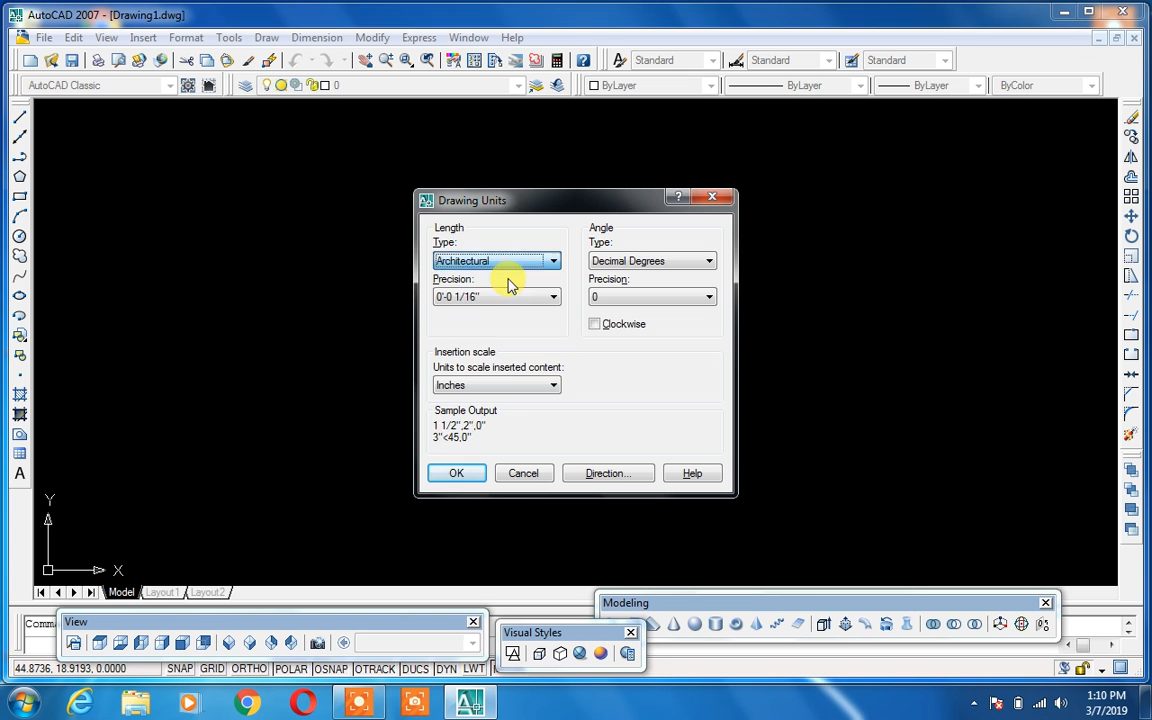 AutoCAD 2007 - [Drawing1.dwg]
File Edit View Insert Format Tools Draw Dimension Modify Express Window Help
Standard Standard Standard
AutoCAD Classic 0 ByLayer ByLayer ByLayer ByColor
Drawing Units
Length
Type:
Architectural
Precision:
0'-0 1/16"
Angle
Type:
Decimal Degrees
Precision:
0
Clockwise
Insertion scale
Units to scale inserted content:
Inches
Sample Output
1 1/2",2",0"
3"<45,0"
OK Cancel Direction... Help
A
Y
X
Model Layout1 Layout2
Modeling
View
Visual Styles
44.8736, 18.9193, 0.0000 SNAP GRID ORTHO POLAR OSNAP OTRACK DUCS DYN LWT
1:10 PM
3/7/2019